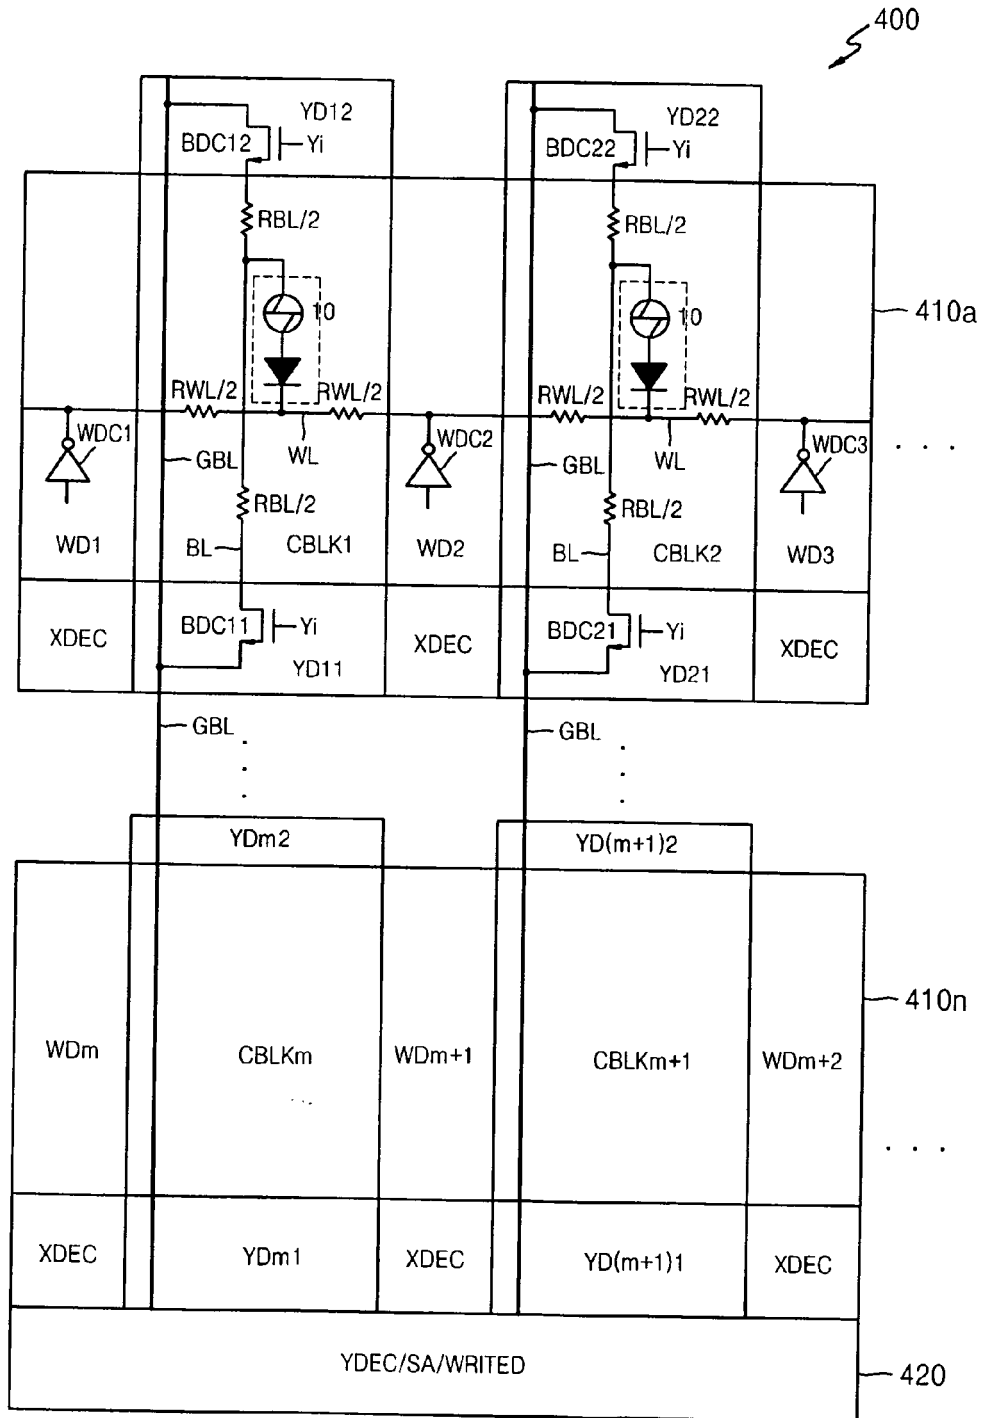 400
YD12
YD22
BDC12
Yi
BDC22
Yi
RBL/2
RBL/2
10
10
410a
RWL/2
RWL/2
RWL/2
RWL/2
WDC1
WL
WDC2
WL
WDC3
. . .
GBL
GBL
RBL/2
RBL/2
WD1
BL
CBLK1
WD2
BL
CBLK2
WD3
XDEC
BDC11
Yi
XDEC
BDC21
Yi
XDEC
YD11
YD21
GBL
GBL
YDm2
YD(m+1)2
410n
WDm
CBLKm
WDm+1
CBLKm+1
WDm+2
. . .
XDEC
YDm1
XDEC
YD(m+1)1
XDEC
YDEC/SA/WRITED
420